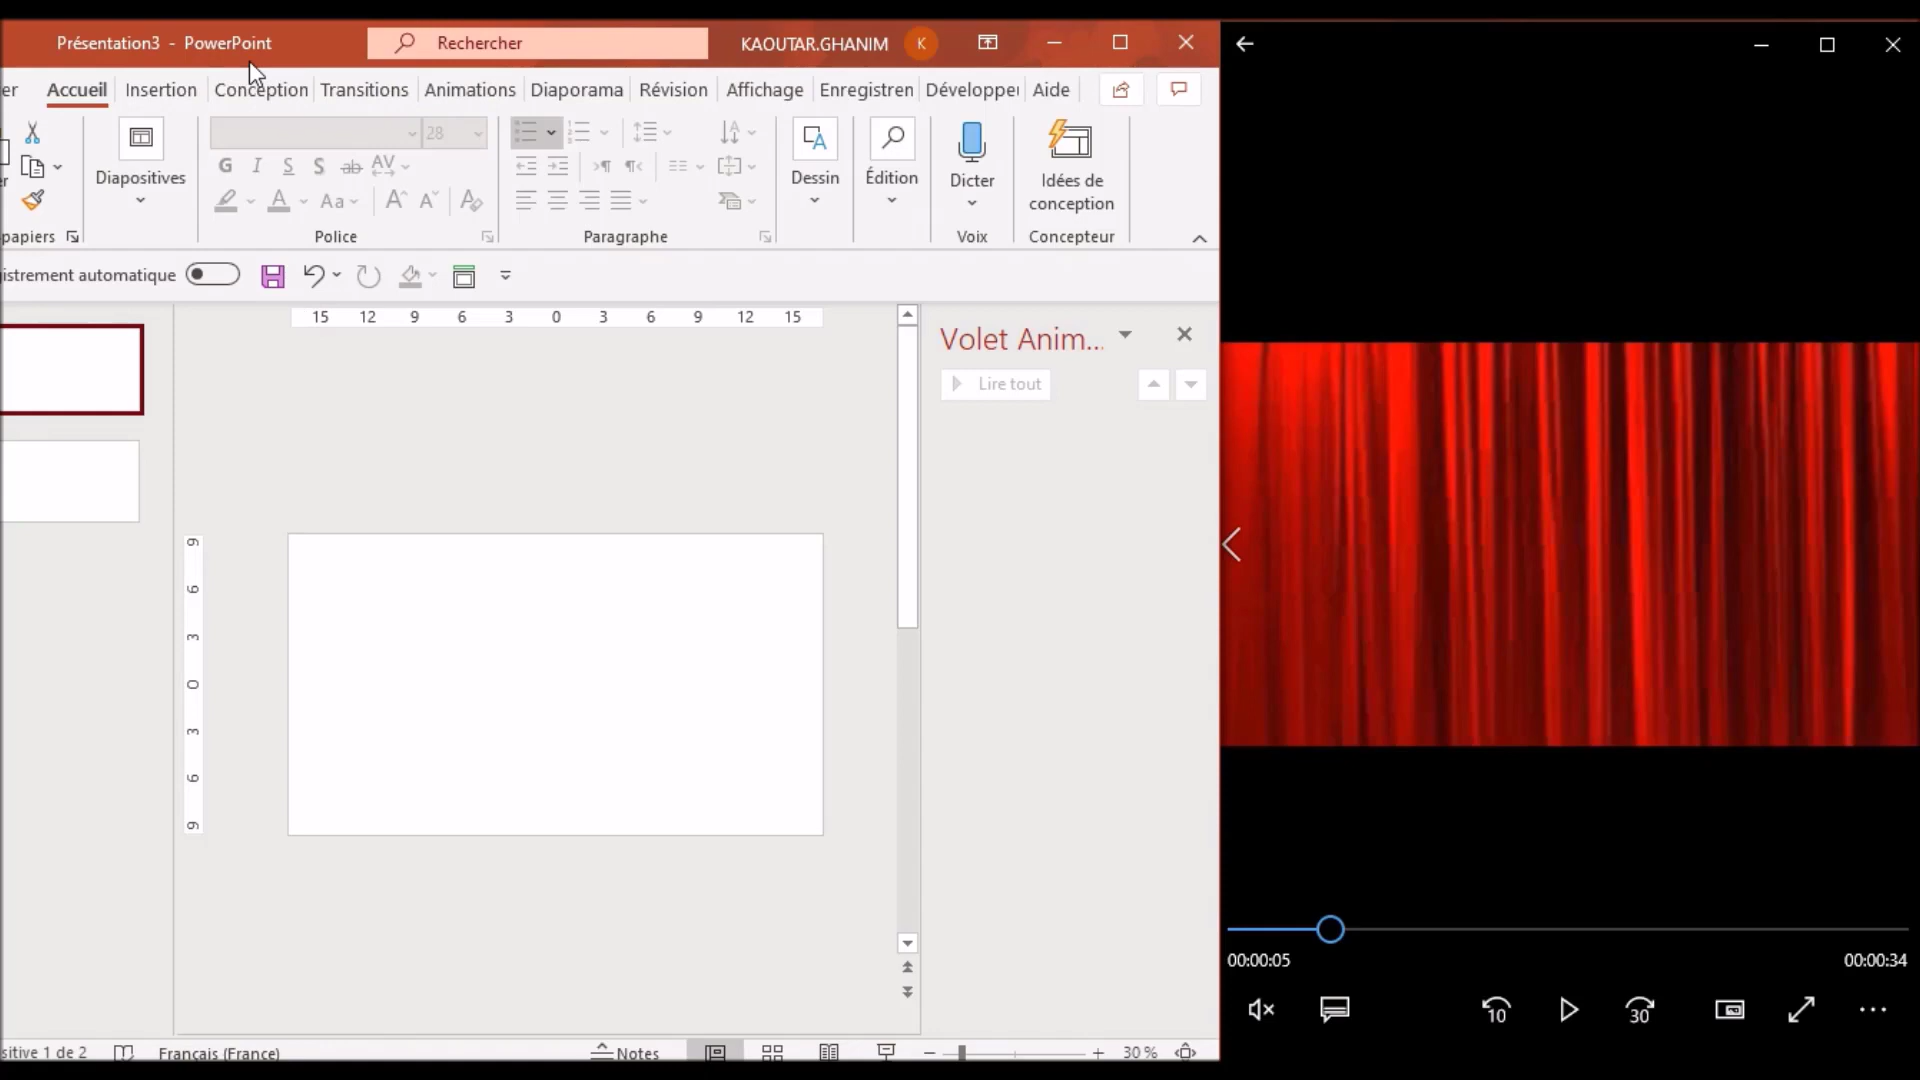 Présentation3 - PowerPoint
Rechercher
KAOUTAR.GHANIM
K
er
Accueil
Insertion
Conception
Transitions
Animations
Diaporama
Révision
Affichage
Enregistren
Développei
Aide
28
G I S S ab AV
A Aa A A A
Diapositives
Dessin
Édition
Dicter
Idées de
conception
er
papiers
Police
Paragraphe
Voix
Concepteur
istrement automatique
15 12 9 6 3 0 3 6 9 12 15
Volet Anim...
Lire tout
9
6
3
0
3
6
9
sitive 1 de 2
Français (France)
Notes
30 %
00:00:05
00:00:34
10
30